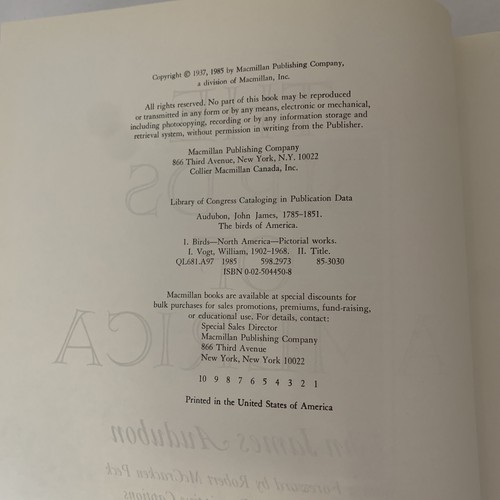 Copyright © 1937, 1985 by Macmillan Publishing Company,
a division of Macmillan, Inc.
All rights reserved. No part of this book may be reproduced
or transmitted in any form or by any means, electronic or mechanical,
including photocopying, recording or by any information storage and
retrieval system, without permission in writing from the Publisher.
Macmillan Publishing Company
866 Third Avenue, New York, N.Y. 10022
Collier Macmillan Canada, Inc.
Library of Congress Cataloging in Publication Data
Audubon, John James, 1785–1851.
The birds of America.
1. Birds—North America—Pictorial works.
I. Vogt, William, 1902–1968. II. Title.
QL681.A97 1985 598.2973 85-3030
ISBN 0-02-504450-8
Macmillan books are available at special discounts for
bulk purchases for sales promotions, premiums, fund-raising,
or educational use. For details, contact:
Special Sales Director
Macmillan Publishing Company
866 Third Avenue
New York, New York 10022
10 9 8 7 6 5 4 3 2 1
Printed in the United States of America
James Audubon
Foreword by Robert McCracken Peck
Captions